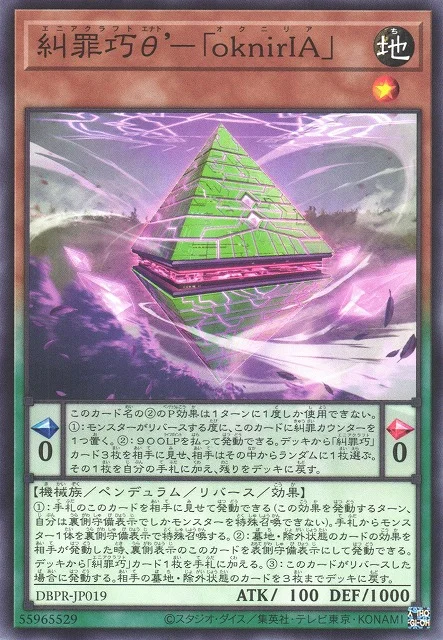 エニアクラフト エナト オクニリア
糾罪巧θ'－「oknirIA」
ち
地
このカード名の②のP効果は１ターンに１度しか使用できない。
①：モンスターがリバースする度に、このカードに糾罪カウンターを
１つ置く。②：９００LPを払って発動できる。デッキから「糾罪巧」
カード３枚を相手に見せ、相手はその中からランダムに１枚選ぶ。
その１枚を自分の手札に加え、残りをデッキに戻す。
0
0
【機械族／ペンデュラム／リバース／効果】
①：手札のこのカードを相手に見せて発動できる（この効果を発動するターン、
自分は裏側守備表示でしかモンスターを特殊召喚できない）。手札からモンス
ター１体を裏側守備表示で特殊召喚する。②：墓地・除外状態のカードの効果を
相手が発動した時、裏側表示のこのカードを表側守備表示にして発動できる。
デッキから「糾罪巧」カード１枚を手札に加える。③：このカードがリバースした
場合に発動する。相手の墓地・除外状態のカードを３枚までデッキに戻す。
DBPR-JP019
ATK/ 100 DEF/1000
55965529
©スタジオ・ダイス／集英社・テレビ東京・KONAMI